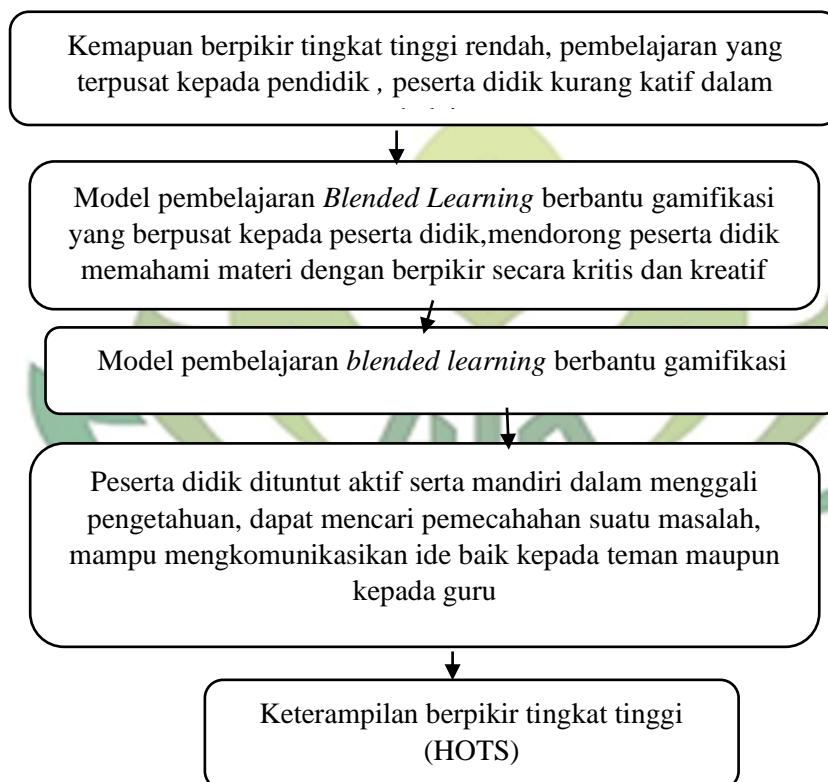 Kemapuan berpikir tingkat tinggi rendah, pembelajaran yang
terpusat kepada pendidik , peserta didik kurang katif dalam
Model pembelajaran Blended Learning berbantu gamifikasi
yang berpusat kepada peserta didik,mendorong peserta didik
memahami materi dengan berpikir secara kritis dan kreatif
Model pembelajaran blended learning berbantu gamifikasi
Peserta didik dituntut aktif serta mandiri dalam menggali
pengetahuan, dapat mencari pemecahahan suatu masalah,
mampu mengkomunikasikan ide baik kepada teman maupun
kepada guru
Keterampilan berpikir tingkat tinggi
(HOTS)